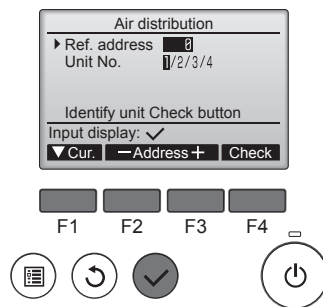 Air distribution
Ref. address 0
Unit No. 1/2/3/4
Identify unit Check button
Input display: ✓
▼ Cur. − Address + Check
F1 F2 F3 F4